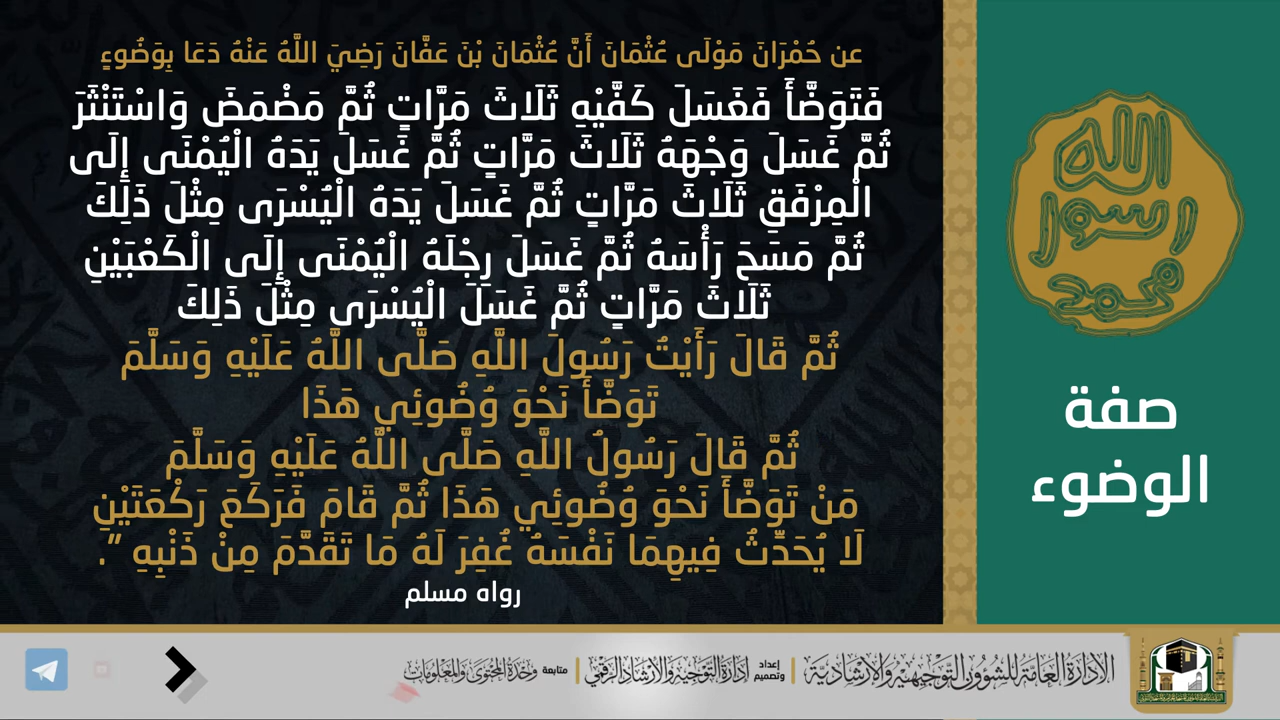 عن حُمْرَانَ مَوْلَى عُثْمَانَ أَنَّ عُثْمَانَ بْنَ عَفَّانَ رَضِيَ اللَّهُ عَنْهُ دَعَا بِوَضُوءٍ
فَتَوَضَّأَ فَغَسَلَ كَفَّيْهِ ثَلَاثَ مَرَّاتٍ ثُمَّ مَضْمَضَ وَاسْتَنْثَرَ
ثُمَّ غَسَلَ وَجْهَهُ ثَلَاثَ مَرَّاتٍ ثُمَّ غَسَلَ يَدَهُ الْيُمْنَى إِلَى
الْمِرْفَقِ ثَلَاثَ مَرَّاتٍ ثُمَّ غَسَلَ يَدَهُ الْيُسْرَى مِثْلَ ذَلِكَ
ثُمَّ مَسَحَ رَأْسَهُ ثُمَّ غَسَلَ رِجْلَهُ الْيُمْنَى إِلَى الْكَعْبَيْنِ
ثَلَاثَ مَرَّاتٍ ثُمَّ غَسَلَ الْيُسْرَى مِثْلَ ذَلِكَ
ثُمَّ قَالَ رَأَيْتُ رَسُولَ اللَّهِ صَلَّى اللَّهُ عَلَيْهِ وَسَلَّمَ
تَوَضَّأَ نَحْوَ وُضُوئِي هَذَا
ثُمَّ قَالَ رَسُولُ اللَّهِ صَلَّى اللَّهُ عَلَيْهِ وَسَلَّمَ
مَنْ تَوَضَّأَ نَحْوَ وُضُوئِي هَذَا ثُمَّ قَامَ فَرَكَعَ رَكْعَتَيْنِ
لَا يُحَدِّثُ فِيهِمَا نَفْسَهُ غُفِرَ لَهُ مَا تَقَدَّمَ مِنْ ذَنْبِهِ ”.
رواه مسلم
الله
رسول
محمد
صفة
الوضوء
الإدارة العامة للشؤون التوجيهية والإرشادية
إعداد وتصميم
إدارة التوجيه والإرشاد الرقمي
متابعة
وحدة المحتوى والمعلومات